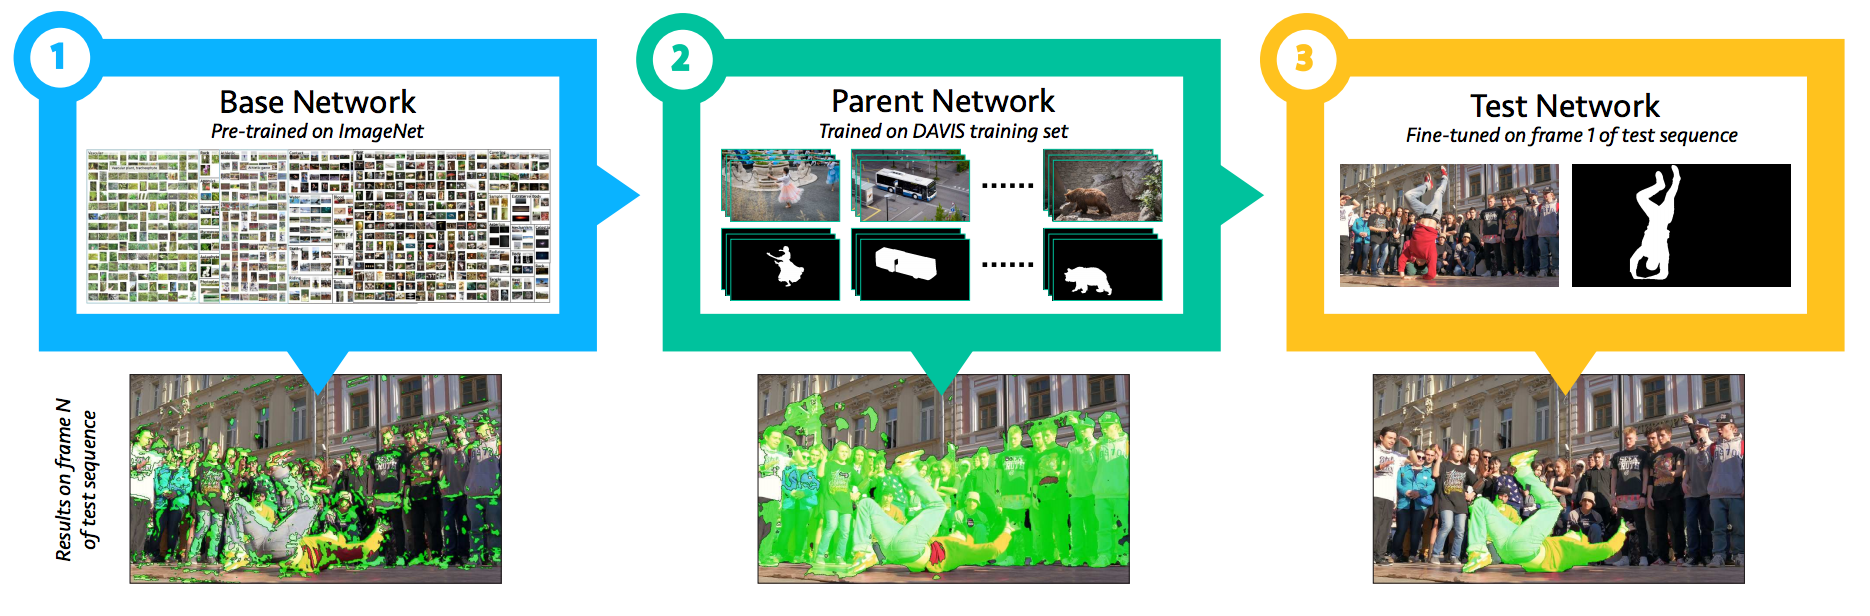 1
Base Network
Pre-trained on ImageNet
2
Parent Network
Trained on DAVIS training set
......
......
3
Test Network
Fine-tuned on frame 1 of test sequence
Results on frame N
of test sequence